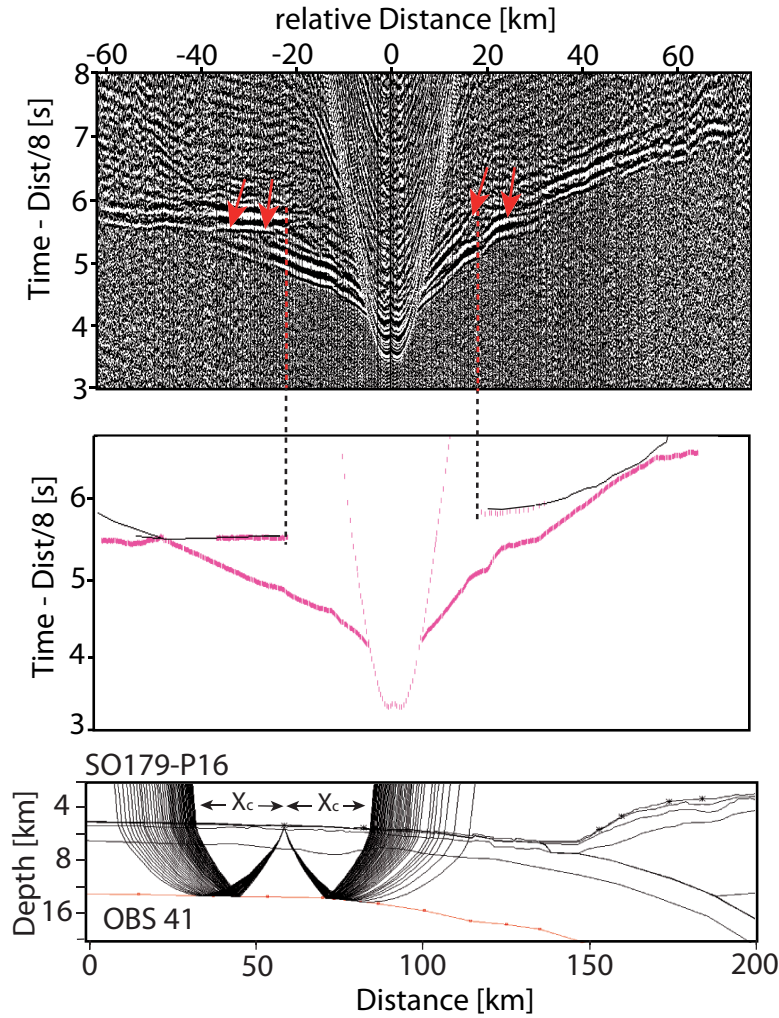 relative Distance [km]
-60 -40 -20 0 20 40 60
8
7
6
5
4
3
Time - Dist/8 [s]
6
5
4
3
Time - Dist/8 [s]
SO179-P16
Xc Xc
4
8
16
Depth [km]
OBS 41
0 50 100 150 200
Distance [km]